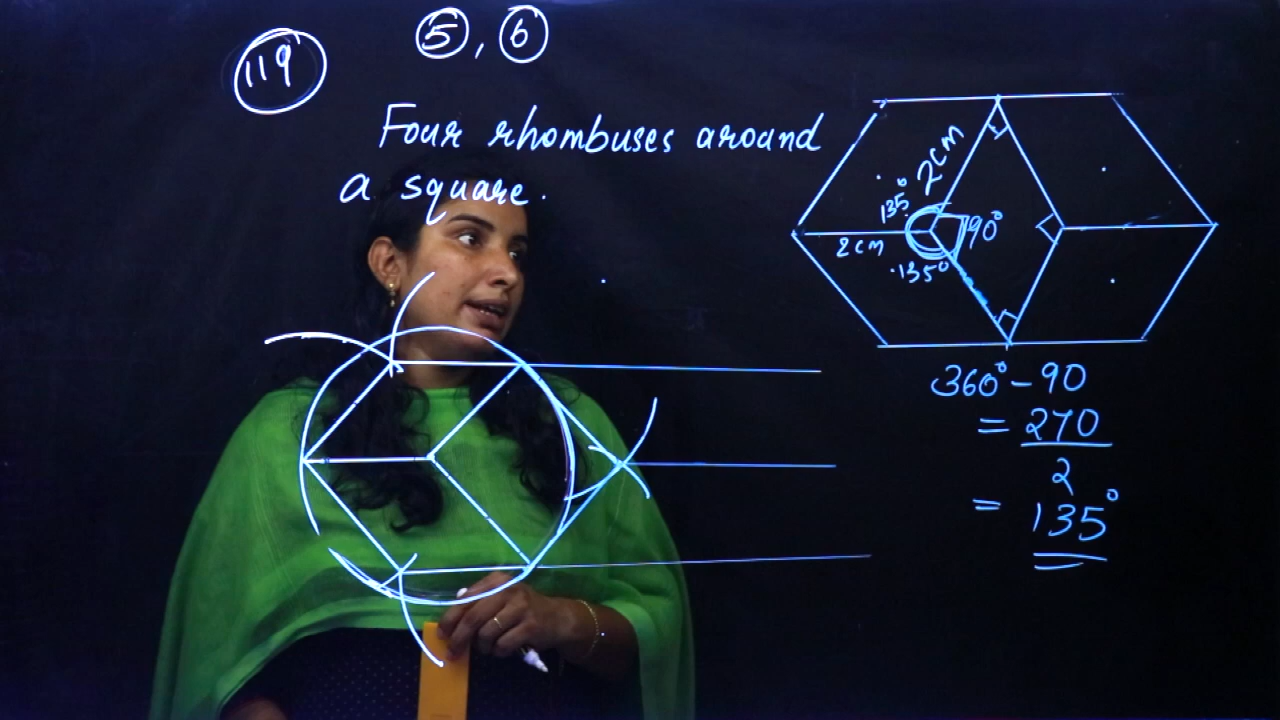 119
5, 6
Four rhombuses around
a square.
2cm
135°
90°
2cm
135°
360° - 90
= 270
2
= 135°